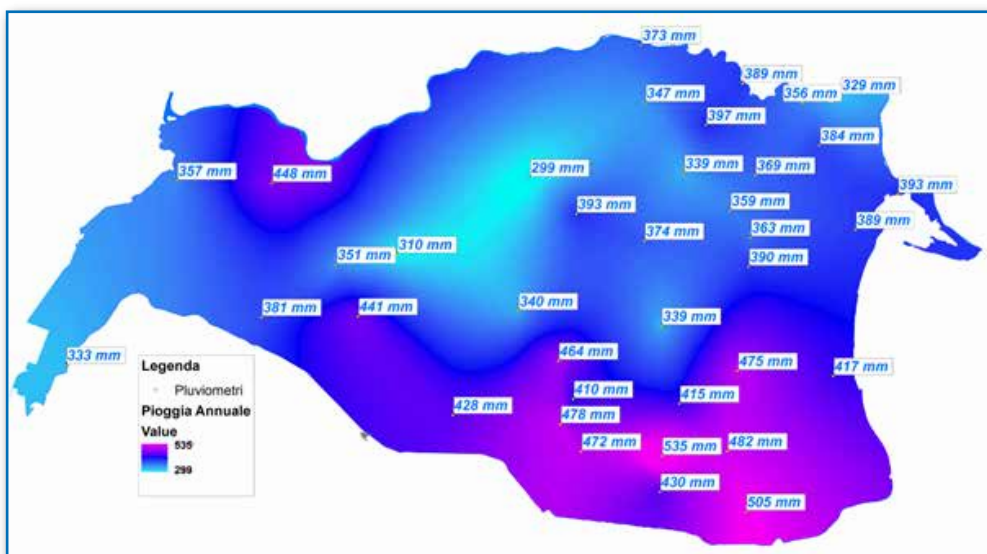 373 mm
389 mm
329 mm
347 mm
356 mm
397 mm
384 mm
357 mm
448 mm
299 mm
339 mm
369 mm
393 mm
393 mm
359 mm
389 mm
374 mm
363 mm
351 mm
310 mm
390 mm
381 mm
441 mm
340 mm
339 mm
333 mm
464 mm
475 mm
417 mm
Legenda
Pluviometri
Pioggia Annuale
Value
535
299
410 mm
428 mm
415 mm
478 mm
472 mm
535 mm
482 mm
430 mm
505 mm